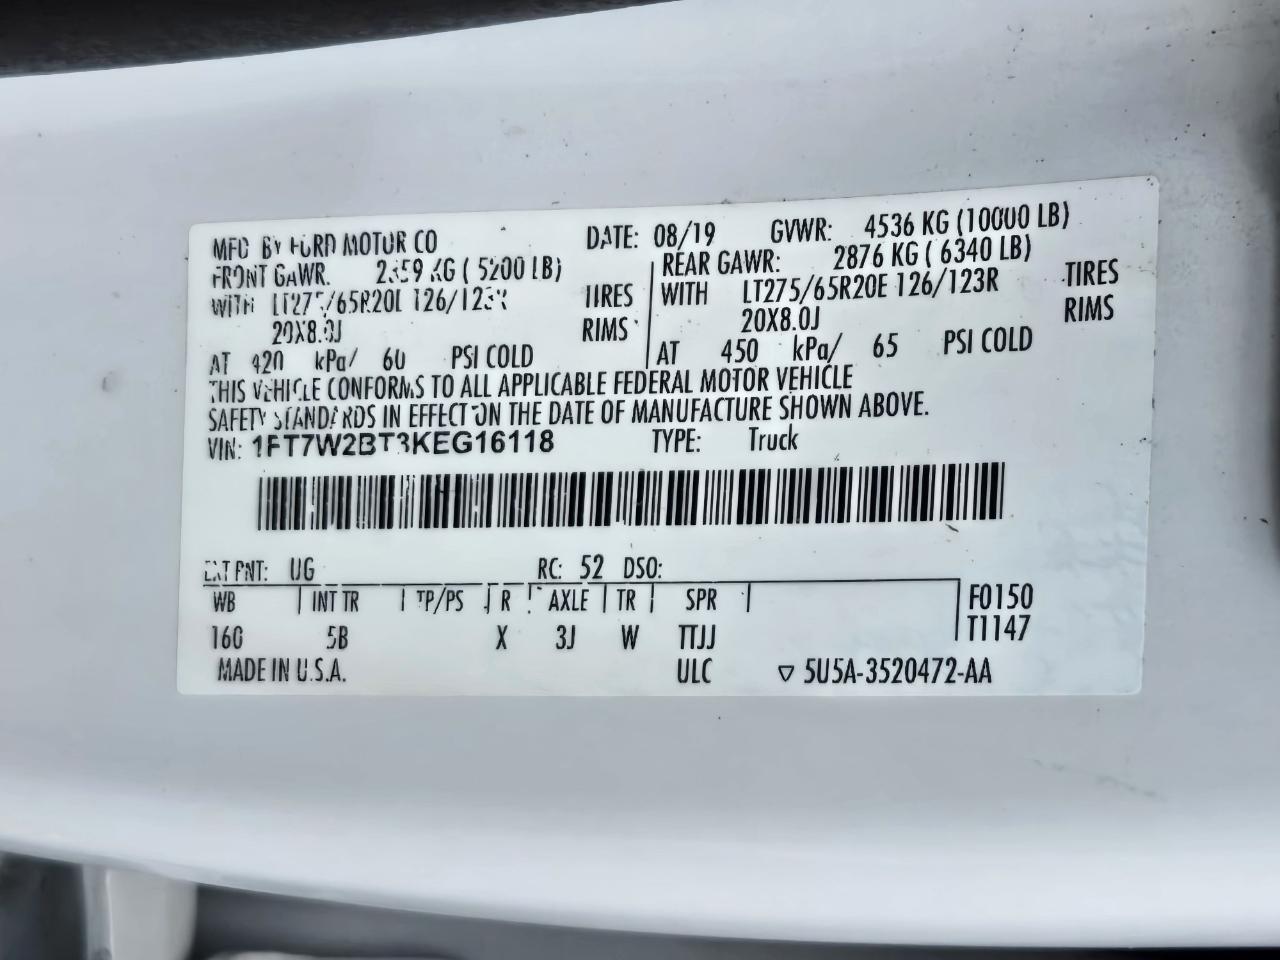 MFD BY FORD MOTOR CO DATE: 08/19 GVWR: 4536 KG (10000 LB)
FRONT GAWR: 2359 KG ( 5200 LB) REAR GAWR: 2876 KG ( 6340 LB)
WITH LT275/65R20E 126/123R TIRES WITH LT275/65R20E 126/123R TIRES
20X8.0J RIMS 20X8.0J RIMS
AT 420 kPa/ 60 PSI COLD AT 450 kPa/ 65 PSI COLD
THIS VEHICLE CONFORMS TO ALL APPLICABLE FEDERAL MOTOR VEHICLE
SAFETY STANDARDS IN EFFECT ON THE DATE OF MANUFACTURE SHOWN ABOVE.
VIN: 1FT7W2BT3KEG16118 TYPE: Truck
EXT PNT: UG RC: 52 DSO:
WB INT TR TP/PS R AXLE TR SPR F0150
160 5B X 3J W TTJJ T1147
MADE IN U.S.A. ULC ▽ 5U5A-3520472-AA